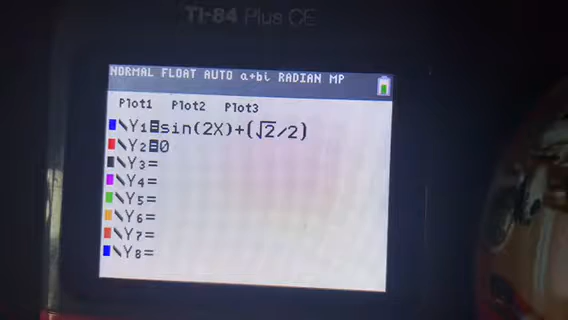 TI-84 Plus CE
NORMAL FLOAT AUTO a+bi RADIAN MP
Plot1 Plot2 Plot3
\Y1=sin(2X)+(√2/2)
\Y2=0
\Y3=
\Y4=
\Y5=
\Y6=
\Y7=
\Y8=